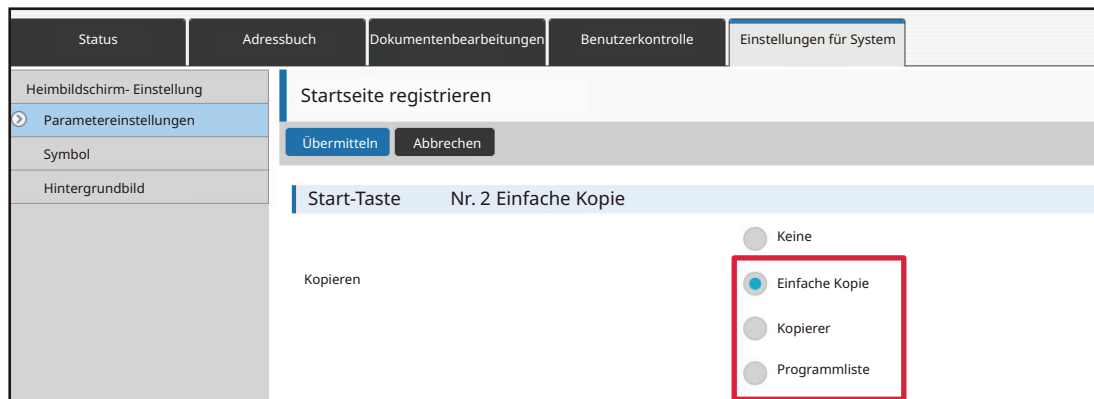 Status Adressbuch Dokumentenbearbeitungen Benutzerkontrolle Einstellungen für System
Heimbildschirm- Einstellung
Parametereinstellungen
Symbol
Hintergrundbild
Startseite registrieren
Übermitteln Abbrechen
Start-Taste Nr. 2 Einfache Kopie
Keine
Kopieren
Einfache Kopie
Kopierer
Programmliste